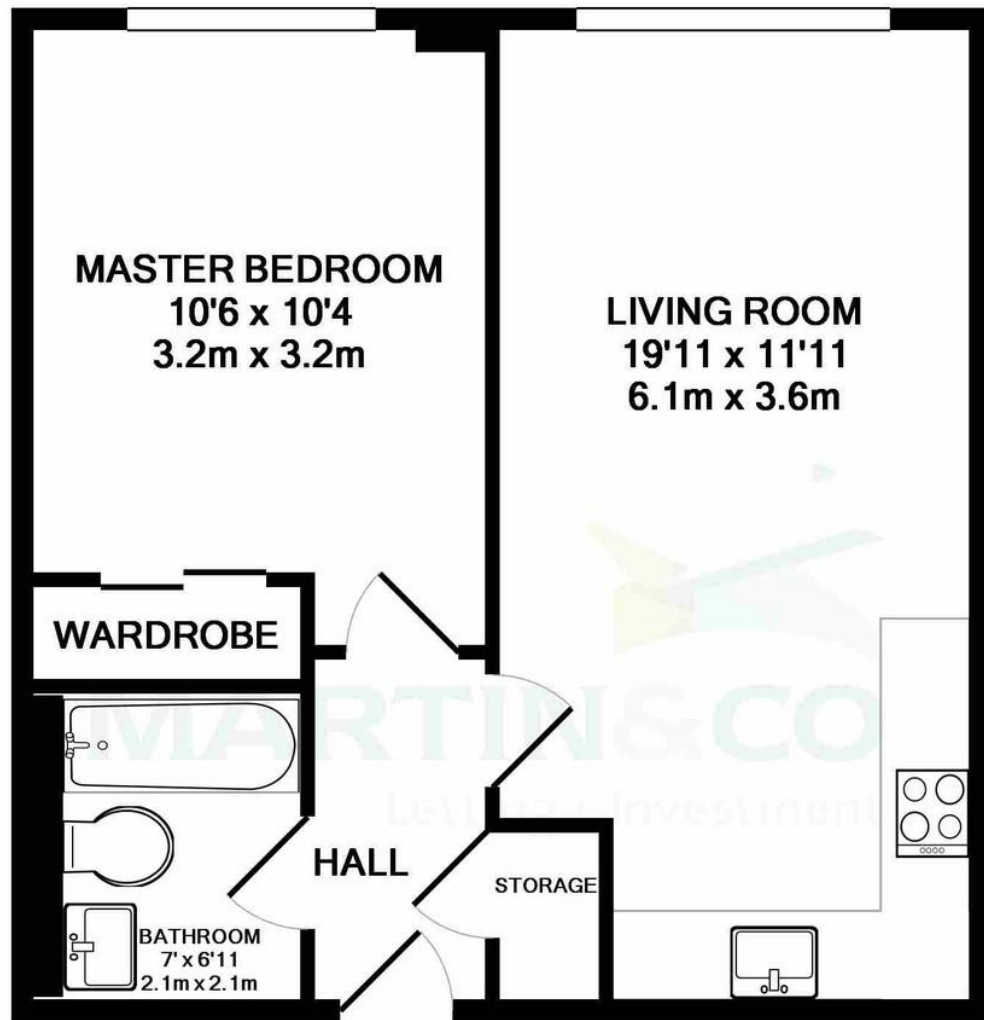 MASTER BEDROOM
10'6 x 10'4
3.2m x 3.2m
LIVING ROOM
19'11 x 11'11
6.1m x 3.6m
WARDROBE
MARTIN&CO
HALL
STORAGE
BATHROOM
7' x 6'11
2.1m x 2.1m